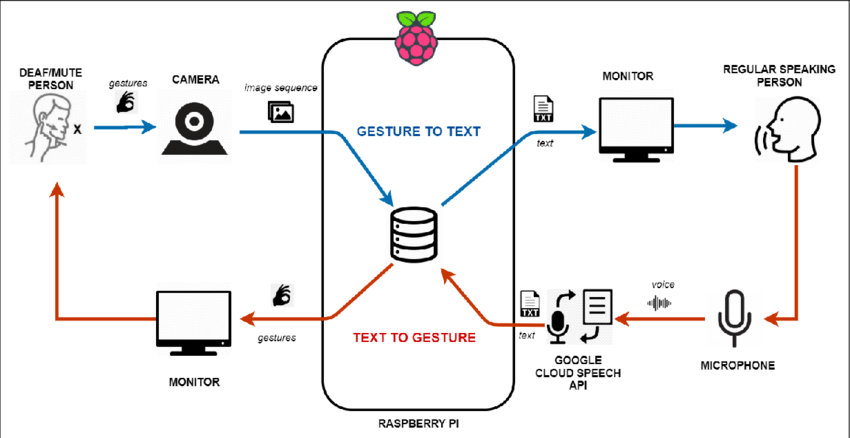 DEAF/MUTE
PERSON
gestures
CAMERA
image sequence
GESTURE TO TEXT
TXT
text
MONITOR
REGULAR SPEAKING
PERSON
X
MONITOR
gestures
TEXT TO GESTURE
TXT
text
GOOGLE
CLOUD SPEECH
API
voice
MICROPHONE
RASPBERRY PI